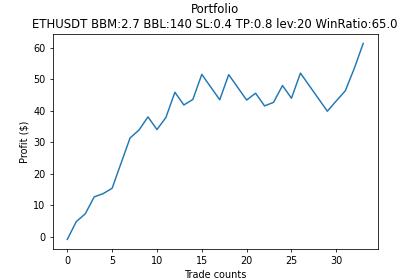 Portfolio
ETHUSDT BBM:2.7 BBL:140 SL:0.4 TP:0.8 lev:20 WinRatio:65.0
60
50
40
30
20
10
0
Profit ($)
0 5 10 15 20 25 30
Trade counts